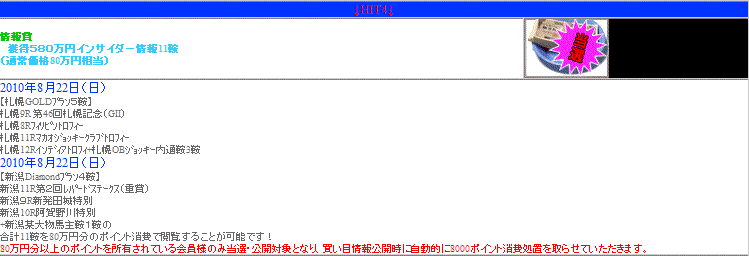 ↓HIT4↓
情報賞
獲得580万円インサイダー情報11鞍
（通常価格80万円相当）
当選
2010年8月22日（日）
【札幌GOLDプラン5鞍】
札幌9R 第46回札幌記念（GII）
札幌8Rフィリピントロフィー
札幌11Rマカオジョッキークラブトロフィー
札幌12Rインディアトロフィー+札幌OBジョッキー内通鞍3鞍
2010年8月22日（日）
【新潟Diamondプラン4鞍】
新潟11R第2回レパードステークス（重賞）
新潟9R新発田城特別
新潟10R阿賀野川特別
+新潟某大物馬主鞍1鞍の
合計11鞍を80万円分のポイント消費で閲覧することが可能です！
80万円分以上のポイントを所有されている会員様のみ当選・公開対象となり、買い目情報公開時に自動的に8000ポイント消費処置を取らせていただきます。